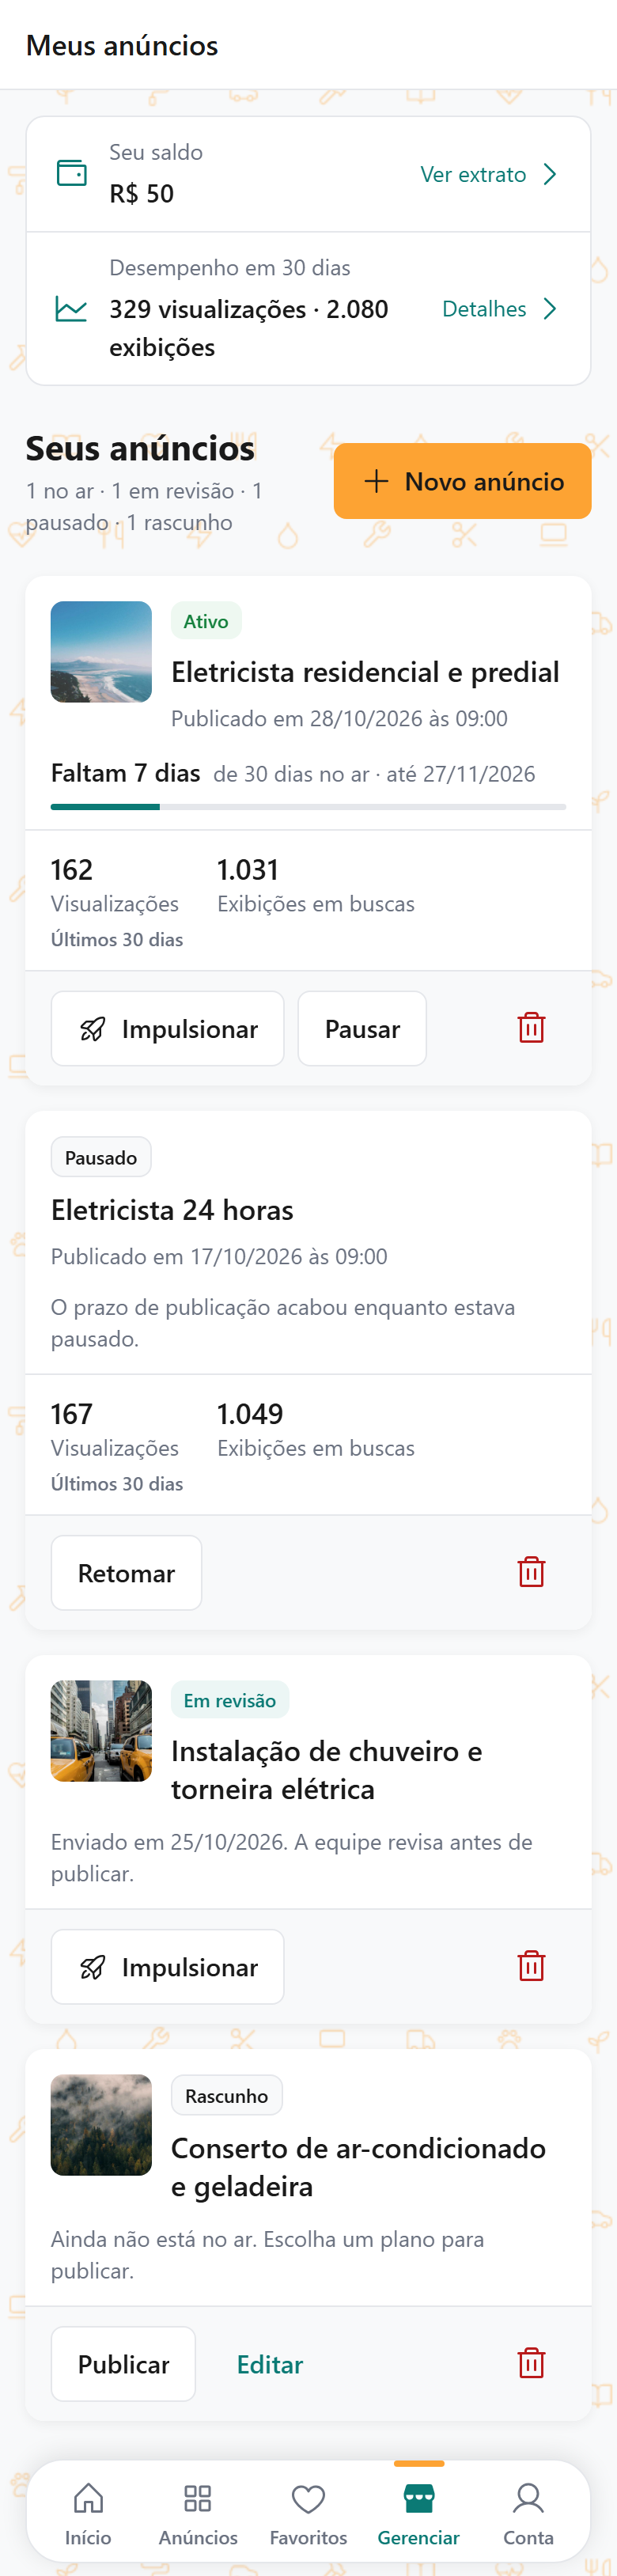 Meus anúncios
Seu saldo
R$ 50
Ver extrato
Desempenho em 30 dias
329 visualizações · 2.080
exibições
Detalhes
Seus anúncios
1 no ar · 1 em revisão · 1
pausado · 1 rascunho
Novo anúncio
Ativo
Eletricista residencial e predial
Publicado em 28/10/2026 às 09:00
Faltam 7 dias de 30 dias no ar · até 27/11/2026
162
Visualizações
1.031
Exibições em buscas
Últimos 30 dias
Impulsionar
Pausar
Pausado
Eletricista 24 horas
Publicado em 17/10/2026 às 09:00
O prazo de publicação acabou enquanto estava
pausado.
167
Visualizações
1.049
Exibições em buscas
Últimos 30 dias
Retomar
Em revisão
Instalação de chuveiro e
torneira elétrica
Enviado em 25/10/2026. A equipe revisa antes de
publicar.
Impulsionar
Rascunho
Conserto de ar-condicionado
e geladeira
Ainda não está no ar. Escolha um plano para
publicar.
Publicar
Editar
Início
Anúncios
Favoritos
Gerenciar
Conta